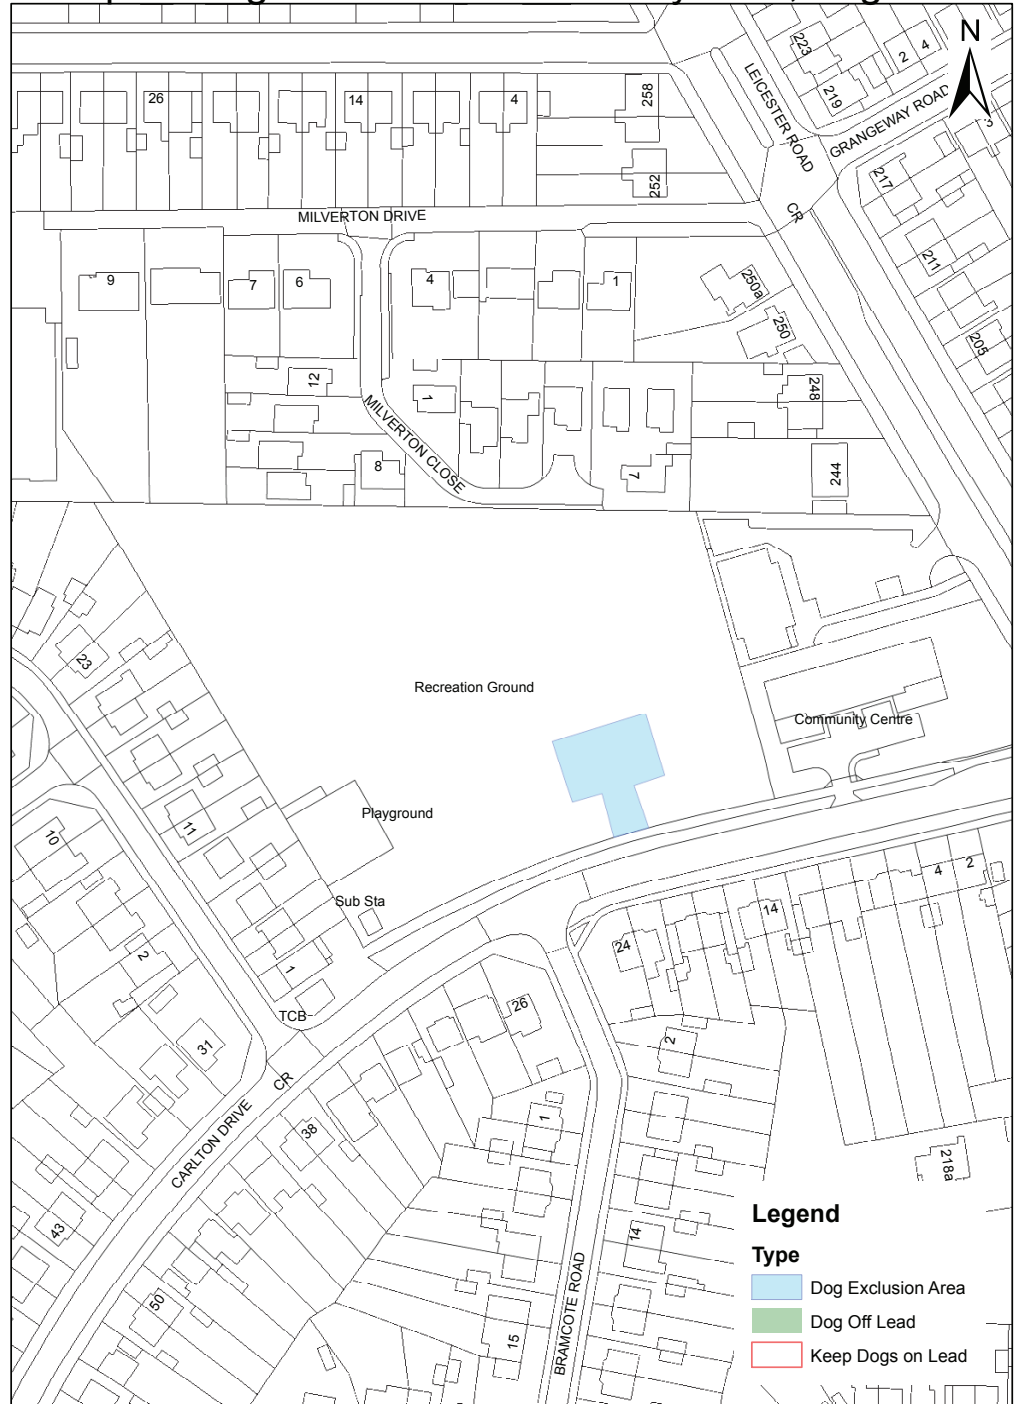 N
223
2 4
219
LEICESTER ROAD
GRANGEWAY ROAD
3
26
14
4
258
252
217
CR
211
205
MILVERTON DRIVE
9
7
6
4
1
250a
250
248
244
12
1
MILVERTON CLOSE
8
7
23
Recreation Ground
Community Centre
Playground
11
10
Sub Sta
2
1
TCB
31
4 2
14
24
26
2
CR
CARLTON DRIVE
38
1
218a
43
14
50
15
BRAMCOTE ROAD
Legend
Type
Dog Exclusion Area
Dog Off Lead
Keep Dogs on Lead